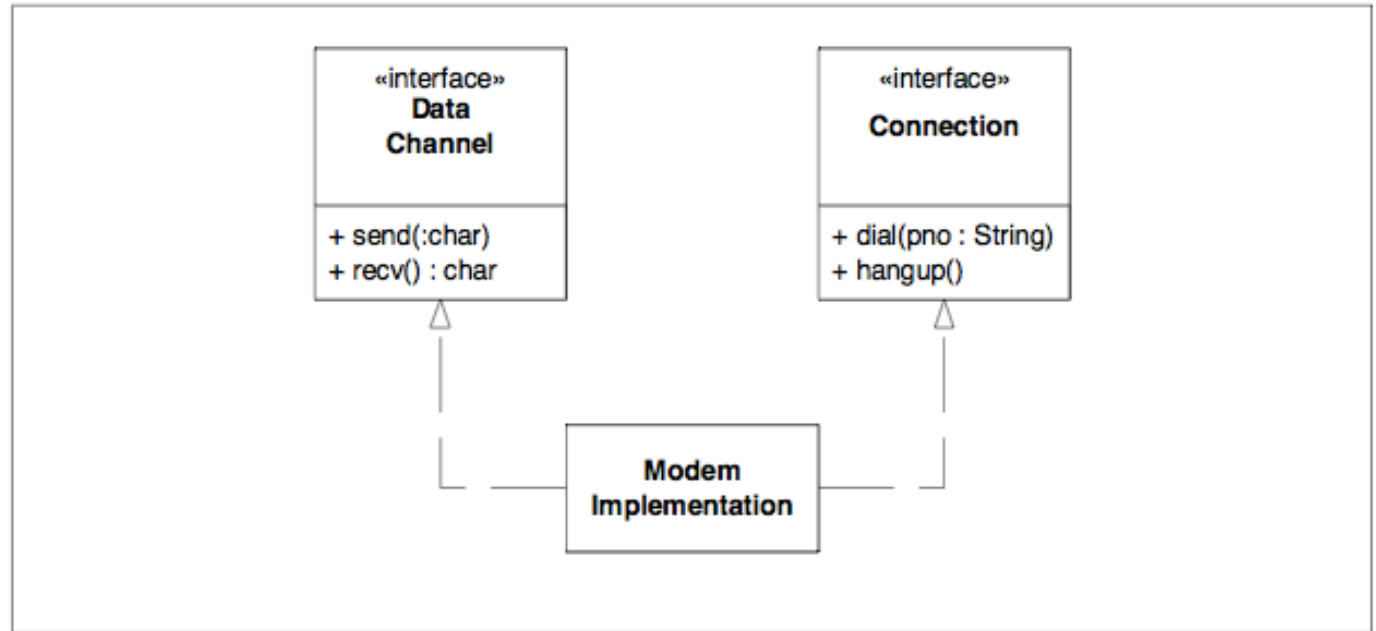 «interface»
Data
Channel
+ send(:char)
+ recv() : char
«interface»
Connection
+ dial(pno : String)
+ hangup()
Modem
Implementation